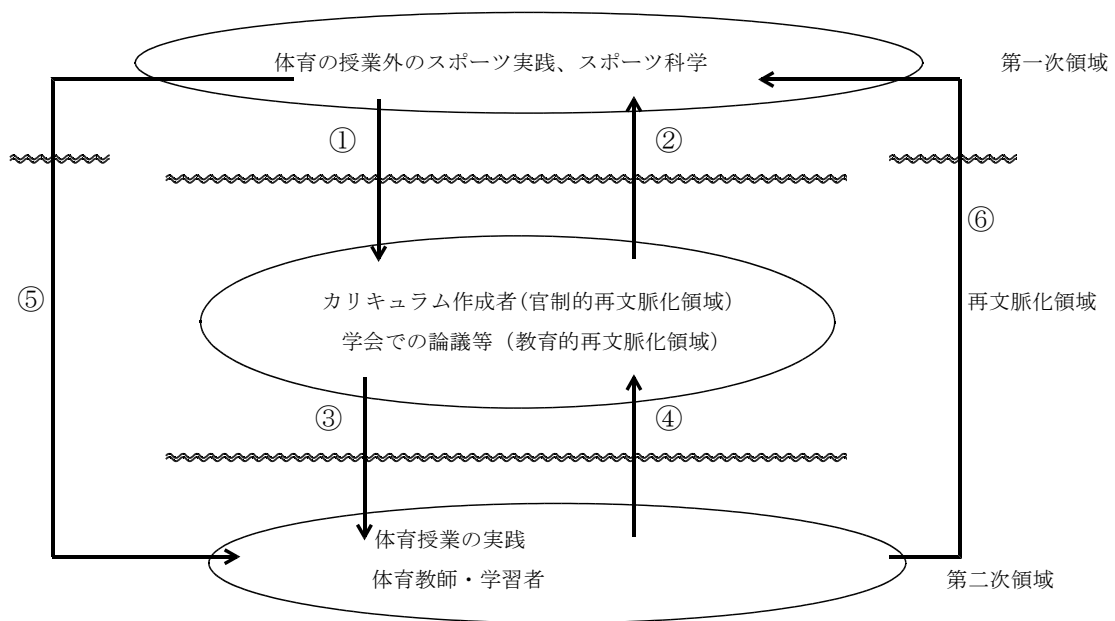 体育の授業外のスポーツ実践、スポーツ科学
第一次領域
①
②
⑥
⑤
カリキュラム作成者(官制的再文脈化領域)
再文脈化領域
学会での論議等（教育的再文脈化領域）
③
④
体育授業の実践
体育教師・学習者
第二次領域